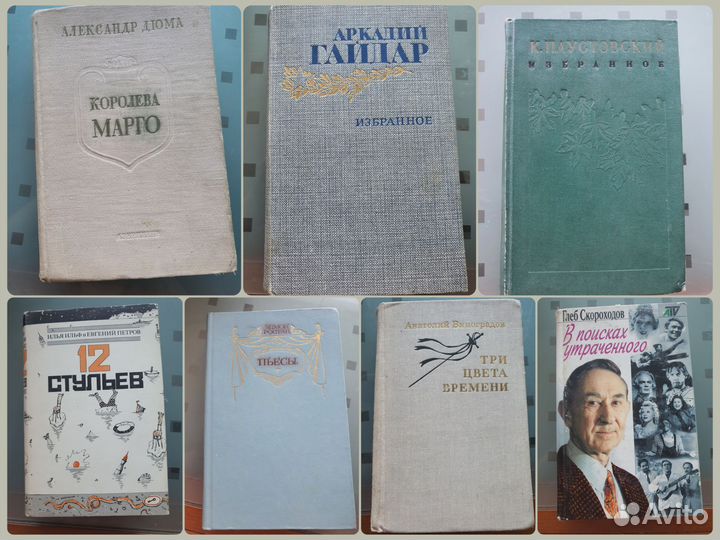 АЛЕКСАНДР ДЮМА
КОРОЛЕВА
МАРГО
АРКАДИЙ
ГАЙДАР
ИЗБРАННОЕ
К. ПАУСТОВСКИЙ
ИЗБРАННОЕ
ИЛЬЯ ИЛЬФ и ЕВГЕНИЙ ПЕТРОВ
12
СТУЛЬЕВ
ПЬЕСЫ
Анатолий Виноградов
ТРИ
ЦВЕТА
ВРЕМЕНИ
Глеб Скороходов
В поисках
утраченного
Avito